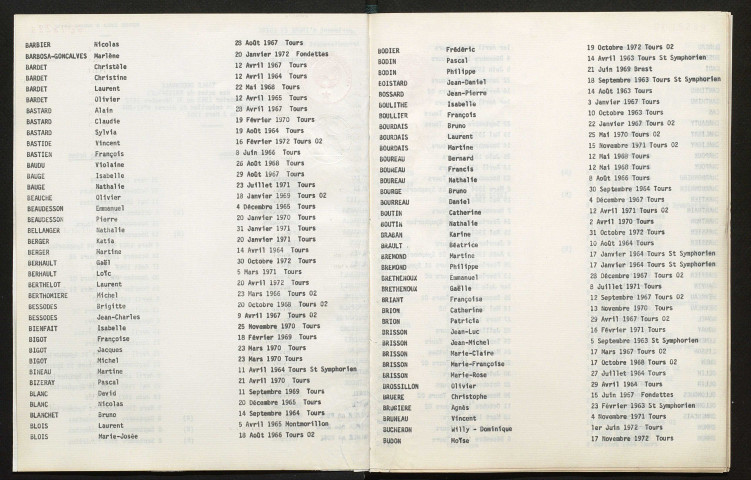 BARBIER Nicolas 28 Août 1967 Tours
BARBOSA-GONCALVES Marlène 20 Janvier 1972 Fondettes
BARDET Christèle 12 Avril 1967 Tours
BARDET Christine 12 Avril 1964 Tours
BARDET Laurent 22 Mai 1968 Tours
BARDET Olivier 12 Avril 1965 Tours
BASTARD Alain 28 Avril 1967 Tours
BASTARD Claudie 19 Février 1970 Tours
BASTARD Sylvia 19 Août 1964 Tours
BASTIDE Vincent 16 Février 1972 Tours 02
BASTIEN François 8 Juin 1966 Tours
BAUDU Violaine 26 Août 1968 Tours
BAUGE Isabelle 29 Août 1967 Tours
BAUGE Nathalie 23 Juillet 1971 Tours
BEAUCHE Olivier 18 Janvier 1969 Tours 02
BEAUDESSON Emmanuel 4 Décembre 1965 Tours
BEAUDESSON Pierre 20 Janvier 1970 Tours
BELLANGER Nathalie 31 Janvier 1971 Tours
BERGER Katia 20 Janvier 1971 Tours
BERGER Martine 14 Avril 1964 Tours
BERHAULT Gaël 30 Octobre 1972 Tours
BERHAULT Loïc 5 Mars 1971 Tours
BERTHELOT Laurent 20 Avril 1972 Tours
BERTHOMIERE Michel 23 Mars 1966 Tours 02
BESSODES Brigitte 20 Octobre 1968 Tours 02
BESSODES Jean-Charles 9 Avril 1967 Tours 02
BIENFAIT Isabelle 25 Novembre 1970 Tours
BIGOT Françoise 18 Février 1969 Tours
BIGOT Jacques 23 Mars 1970 Tours
BIGOT Michel 23 Mars 1970 Tours
BINEAU Martine 11 Avril 1964 Tours St Symphorien
BIZERAY Pascal 21 Avril 1970 Tours
BLANC David 11 Septembre 1969 Tours
BLANC Nicolas 20 Décembre 1965 Tours
BLANCHET Bruno 14 Septembre 1964 Tours
BLOIS Laurent 5 Avril 1965 Montmorillon
BLOIS Marie-Josée 18 Août 1966 Tours 02
BODIER Frédéric 19 Octobre 1972 Tours 02
BODIN Pascal 14 Avril 1963 Tours St Symphorien
BODIN Philippe 21 Juin 1969 Brest
BOISTARD Jean-Daniel 18 Septembre 1963 Tours St Symphorien
BOSSARD Jean-Pierre 14 Août 1963 Tours
BOULITHE Isabelle 3 Janvier 1967 Tours
BOULLIER François 10 Octobre 1963 Tours
BOURDAIS Bruno 22 Janvier 1967 Tours 02
BOURDAIS Laurent 25 Mai 1970 Tours 02
BOURDAIS Martine 15 Novembre 1971 Tours 02
BOUREAU Bernard 12 Mai 1968 Tours
BOUREAU Francis 12 Mai 1968 Tours
BOUREAU Nathalie 8 Août 1966 Tours
BOURGE Bruno 30 Septembre 1964 Tours
BOURREAU Daniel 4 Décembre 1967 Tours
BOUTIN Catherine 12 Avril 1971 Tours 02
BOUTIN Nathalie 2 Avril 1970 Tours
BRABAN Karine 31 Octobre 1972 Tours
BRAULT Béatrice 10 Août 1964 Tours
BREMOND Martine 17 Janvier 1964 Tours St Symphorien
BREMOND Philippe 17 Janvier 1964 Tours St Symphorien
BRETHENOUX Emmanuel 28 Décembre 1967 Tours 02
BRETHENOUX Gaëlle 8 Juillet 1971 Tours
BRIANT Françoise 12 Septembre 1967 Tours 02
BRION Catherine 13 Novembre 1970 Tours
BRION Patricia 29 Avril 1967 Tours 02
BRISSON Jean-Luc 16 Février 1971 Tours
BRISSON Jean-Michel 5 Septembre 1963 St Symphorien
BRISSON Marie-Claire 17 Mars 1967 Tours 02
BRISSON Marie-Françoise 17 Octobre 1968 Tours 02
BRISSON Marie-Rose 27 Juillet 1964 Tours
BROSSILLON Olivier 29 Avril 1964 Tours
BRUERE Christophe 15 Juin 1967 Fondettes
BRUGIERE Agnès 23 Février 1963 St Symphorien
BRUNEAU Vincent 4 Novembre 1971 Tours
BUCHERON Willy - Dominique 1er Juin 1972 Tours
BUDON Moïse 17 Novembre 1972 Tours